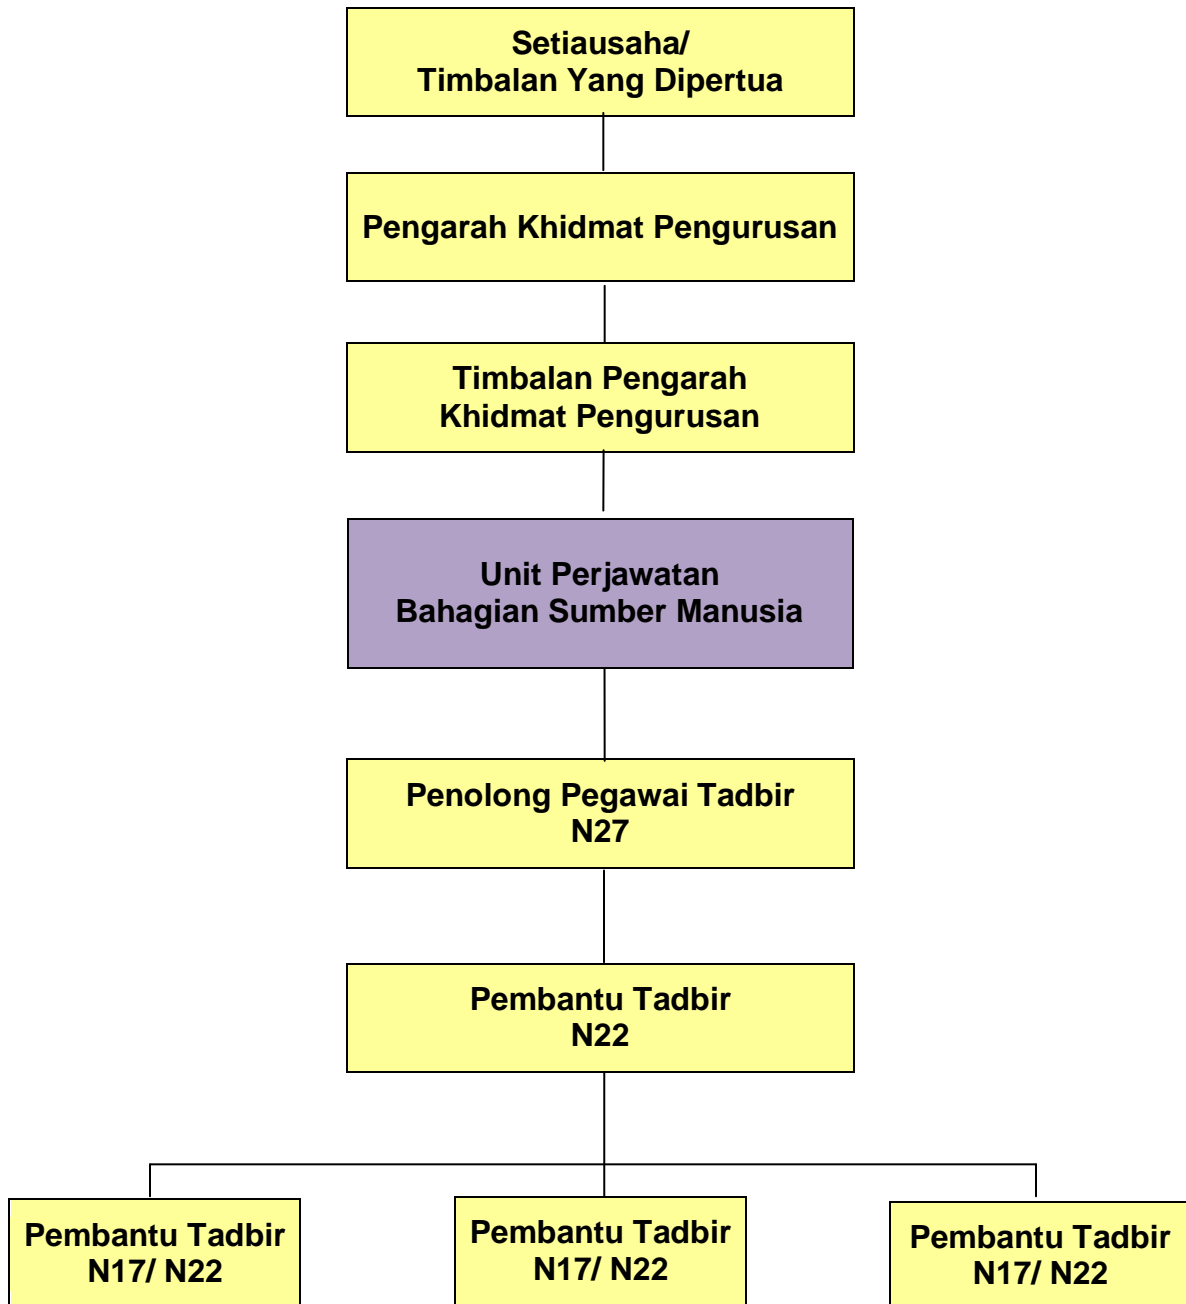 Setiausaha/
Timbalan Yang Dipertua
Pengarah Khidmat Pengurusan
Timbalan Pengarah
Khidmat Pengurusan
Unit Perjawatan
Bahagian Sumber Manusia
Penolong Pegawai Tadbir
N27
Pembantu Tadbir
N22
Pembantu Tadbir
N17/ N22
Pembantu Tadbir
N17/ N22
Pembantu Tadbir
N17/ N22